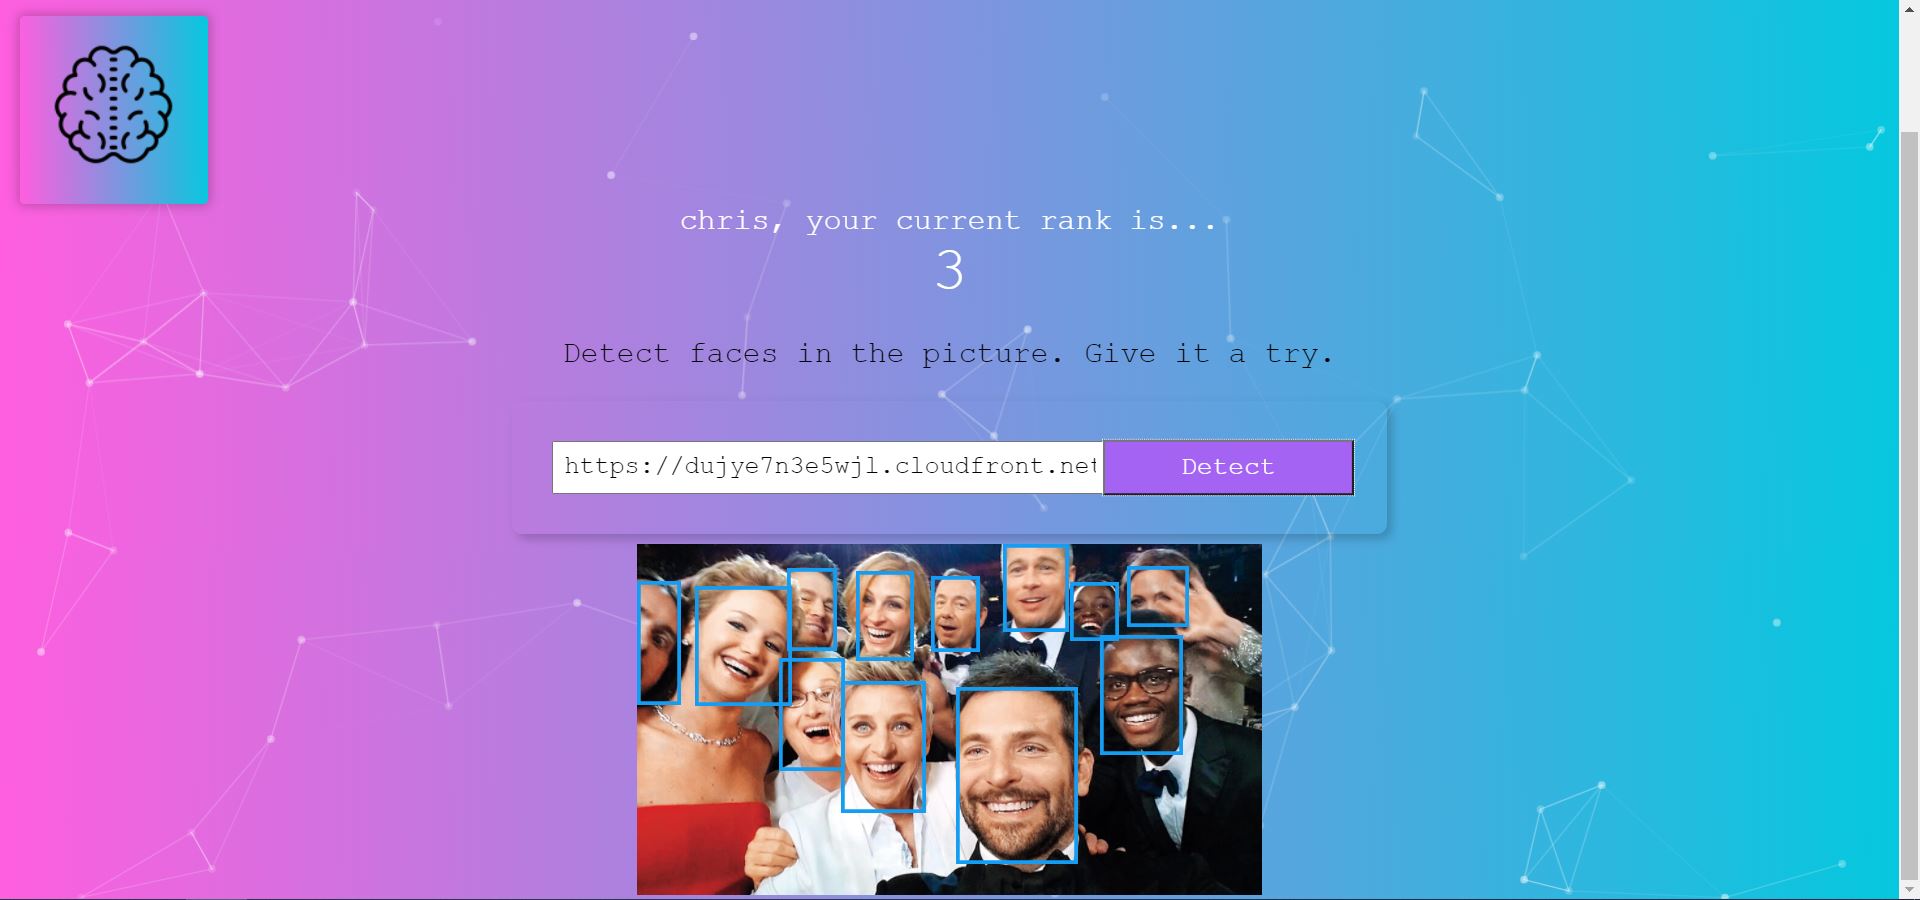 chris, your current rank is...
3
Detect faces in the picture. Give it a try.
https://dujye7n3e5wjl.cloudfront.net
Detect